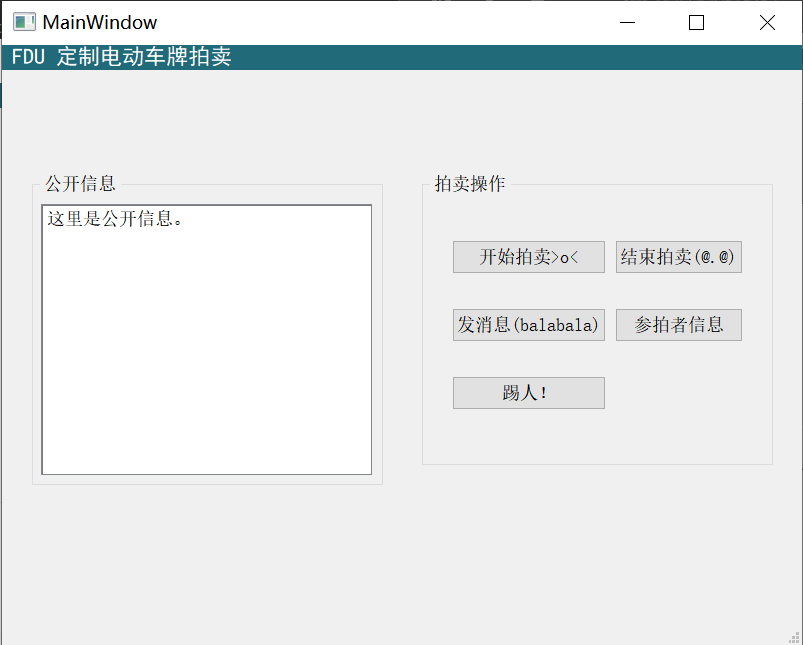 MainWindow
FDU 定制电动车牌拍卖
公开信息
这里是公开信息。
拍卖操作
开始拍卖>o<
结束拍卖(@.@)
发消息(balabala)
参拍者信息
踢人!